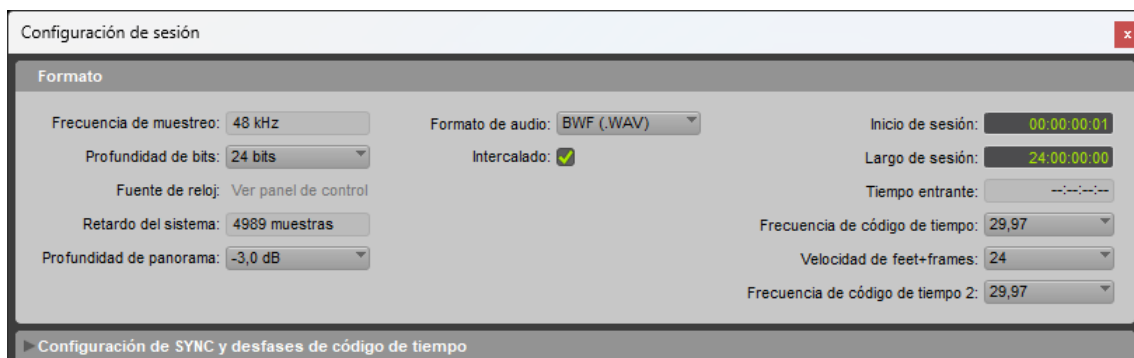 Configuración de sesión
x
Formato
Frecuencia de muestreo: 48 kHz
Profundidad de bits: 24 bits
Fuente de reloj: Ver panel de control
Retardo del sistema: 4989 muestras
Profundidad de panorama: -3,0 dB
Formato de audio: BWF (.WAV)
Intercalado:
Inicio de sesión: 00:00:00:01
Largo de sesión: 24:00:00:00
Tiempo entrante: --:--:--:--
Frecuencia de código de tiempo: 29,97
Velocidad de feet+frames: 24
Frecuencia de código de tiempo 2: 29,97
Configuración de SYNC y desfases de código de tiempo